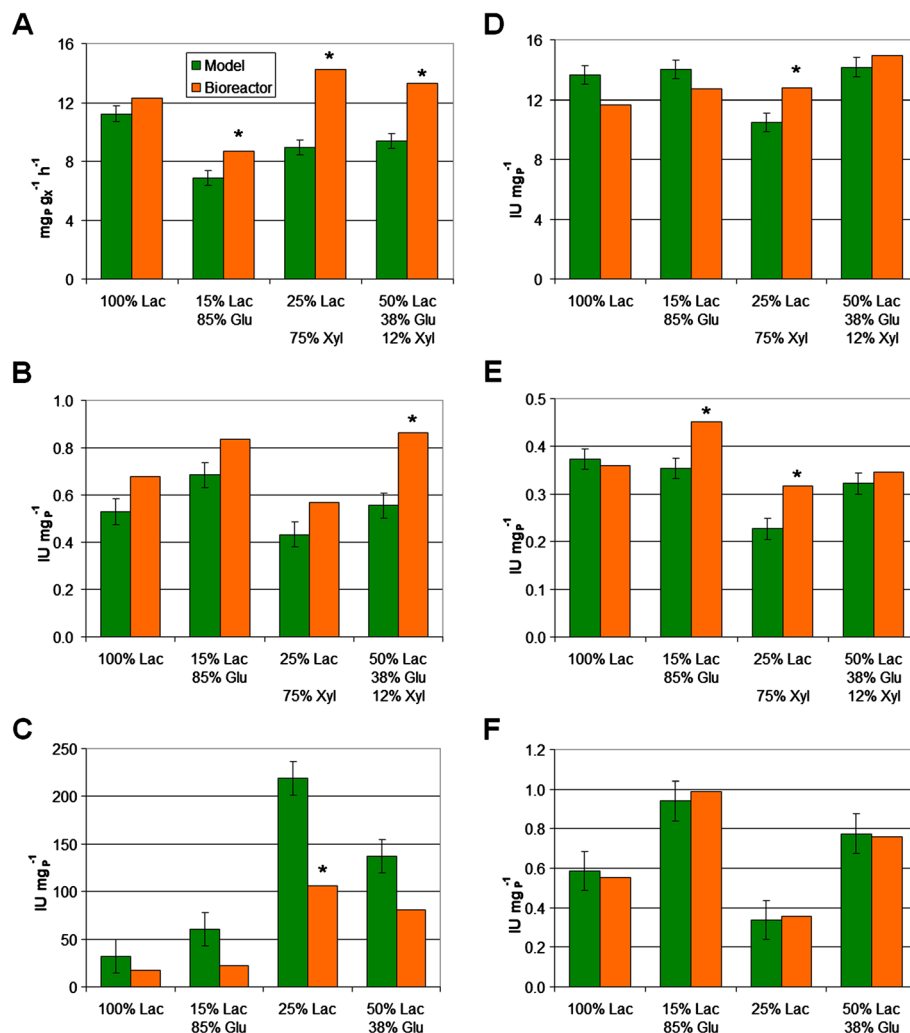 A
16
12
8
4
0
mgP gX-1 h-1
Model
Bioreactor
*
*
*
100% Lac
15% Lac
85% Glu
25% Lac
75% Xyl
50% Lac
38% Glu
12% Xyl
B
1.0
0.8
0.6
0.4
0.2
0.0
IU mgP-1
*
100% Lac
15% Lac
85% Glu
25% Lac
75% Xyl
50% Lac
38% Glu
12% Xyl
C
250
200
150
100
50
0
IU mgP-1
*
100% Lac
15% Lac
85% Glu
25% Lac
50% Lac
38% Glu
D
16
12
8
4
0
IU mgP-1
*
100% Lac
15% Lac
85% Glu
25% Lac
75% Xyl
50% Lac
38% Glu
12% Xyl
E
0.5
0.4
0.3
0.2
0.1
0.0
IU mgP-1
*
*
100% Lac
15% Lac
85% Glu
25% Lac
75% Xyl
50% Lac
38% Glu
12% Xyl
F
1.2
1.0
0.8
0.6
0.4
0.2
0.0
IU mgP-1
100% Lac
15% Lac
85% Glu
25% Lac
50% Lac
38% Glu